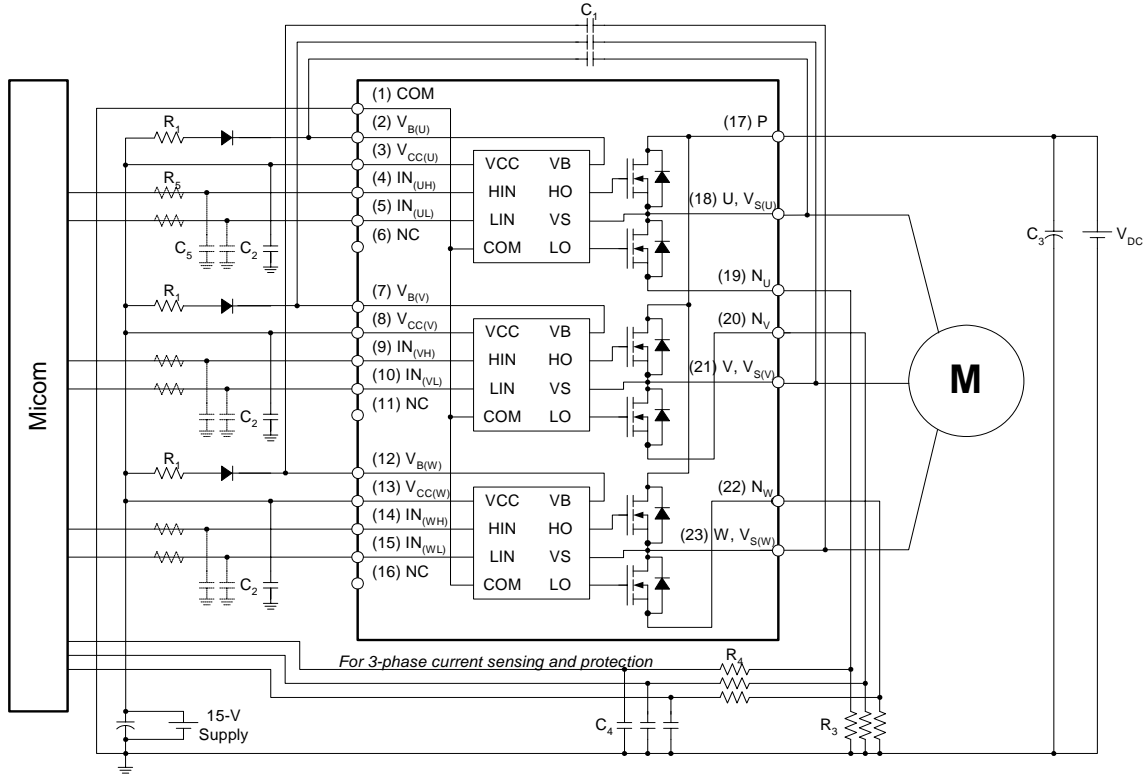 C1
Micom
(1) COM
(2) VB(U)
(3) VCC(U)
(4) IN(UH)
(5) IN(UL)
(6) NC
(7) VB(V)
(8) VCC(V)
(9) IN(VH)
(10) IN(VL)
(11) NC
(12) VB(W)
(13) VCC(W)
(14) IN(WH)
(15) IN(WL)
(16) NC
R1
R5
C5 C2
R1
C2
R1
C2
VCC VB
HIN HO
LIN VS
COM LO
VCC VB
HIN HO
LIN VS
COM LO
VCC VB
HIN HO
LIN VS
COM LO
(17) P
(18) U, VS(U)
(19) NU
(20) NV
(21) V, VS(V)
(22) NW
(23) W, VS(W)
C3
VDC
M
For 3-phase current sensing and protection
R4
15-V
Supply
C4
R3